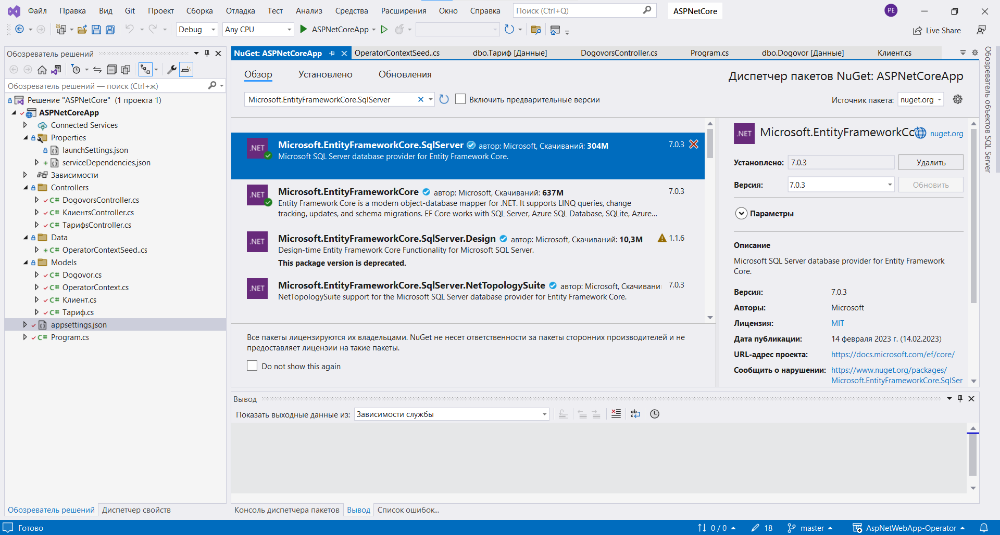 Файл Правка Вид Git Проект Сборка Отладка Тест Анализ Средства Расширения Окно Справка Поиск (Ctrl+Q) ASPNetCore PE
Debug Any CPU ASPNetCoreApp Live Share
Обозреватель решений
Обозреватель решений — поиск (Ctrl+ж)
Решение "ASPNetCore" (1 проекта)
ASPNetCoreApp
Connected Services
Properties
launchSettings.json
serviceDependencies.json
Зависимости
Controllers
DogovorsController.cs
КлиентsController.cs
ТарифsController.cs
Data
OperatorContextSeed..cs
Models
Dogovor.cs
OperatorContext.cs
Клиент.cs
Тариф.cs
appsettings.json
Program.cs
Обозреватель решений Диспетчер свойств
NuGet: ASPNetCoreApp OperatorContextSeed..cs dbo.Тариф [Данные] DogovorsController.cs Program.cs dbo.Dogovor [Данные] Клиент.cs
Обзор Установлено Обновления
Диспетчер пакетов NuGet: ASPNetCoreApp
Microsoft.EntityFrameworkCore.SqlServer Включить предварительные версии
Источник пакета: nuget.org
.NET Microsoft.EntityFrameworkCore.SqlServer автор: Microsoft, Скачиваний: 304M 7.0.3
Microsoft SQL Server database provider for Entity Framework Core.
.NET Microsoft.EntityFrameworkCore автор: Microsoft, Скачиваний: 637M 7.0.3
Entity Framework Core is a modern object-database mapper for .NET. It supports LINQ queries, change
tracking, updates, and schema migrations. EF Core works with SQL Server, Azure SQL Database, SQLite, Azure...
.NET Microsoft.EntityFrameworkCore.SqlServer.Design автор: Microsoft, Скачиваний: 10,3M 1.1.6
Design-time Entity Framework Core Functionality for Microsoft SQL Server.
This package version is deprecated.
.NET Microsoft.EntityFrameworkCore.SqlServer.NetTopologySuite автор: Microsoft, Скачивани 7.0.3
NetTopologySuite support for the Microsoft SQL Server database provider for Entity Framework Core.
Все пакеты лицензируются их владельцами. NuGet не несет ответственности за пакеты сторонних производителей и не
предоставляет лицензии на такие пакеты.
Do not show this again
.NET Microsoft.EntityFrameworkCo nuget.org
Установлено: 7.0.3 Удалить
Версия: 7.0.3 Обновить
Параметры
Описание
Microsoft SQL Server database provider for Entity Framework
Core.
Версия: 7.0.3
Авторы: Microsoft
Лицензия: MIT
Дата публикации: 14 февраля 2023 г. (14.02.2023)
URL-адрес проекта: https://docs.microsoft.com/ef/core/
Сообщить о нарушении: https://www.nuget.org/packages/
Microsoft.EntityFrameworkCore.SqlSer
Обозреватель объектов SQL Server
Вывод
Показать выходные данные из: Зависимости службы
Консоль диспетчера пакетов Вывод Список ошибок...
Готово 0 / 0 18 master AspNetWebApp-Operator